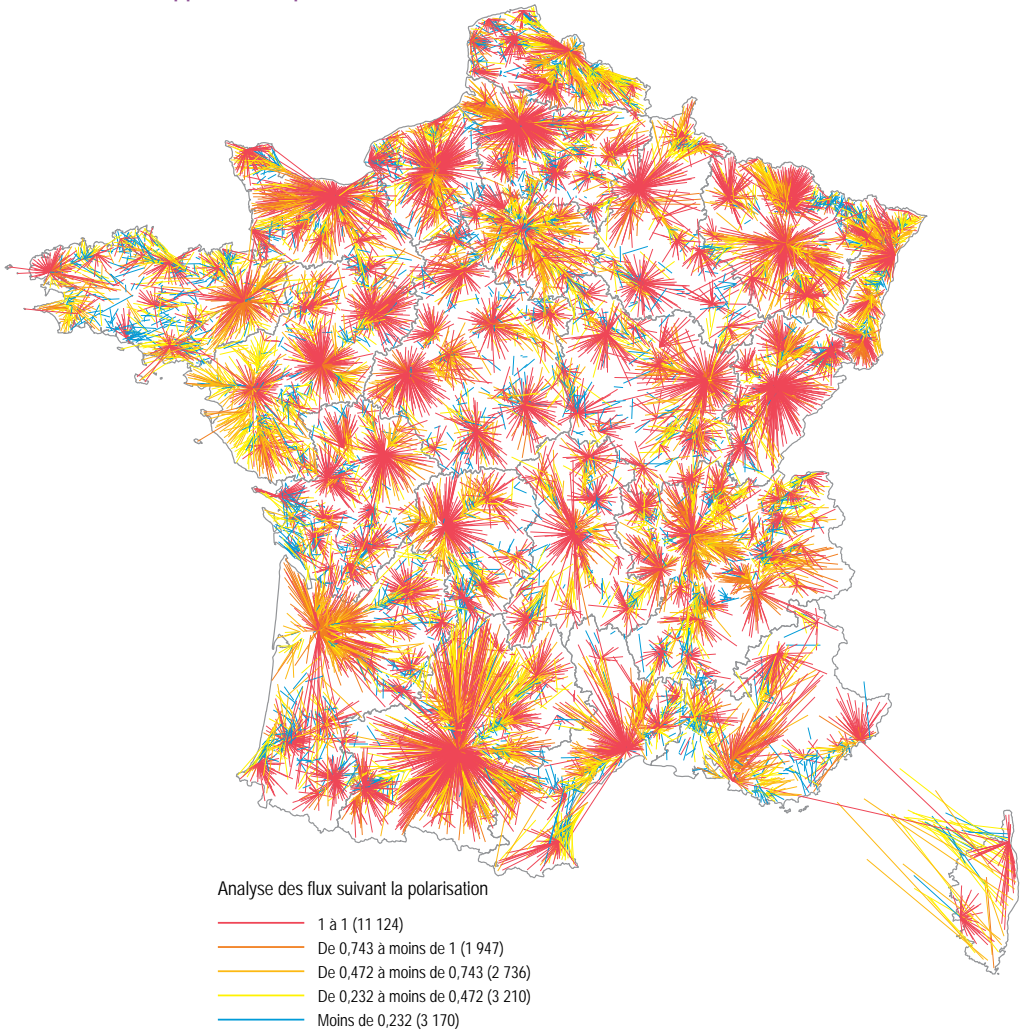 Analyse des flux suivant la polarisation
1 à 1 (11 124)
De 0,743 à moins de 1 (1 947)
De 0,472 à moins de 0,743 (2 736)
De 0,232 à moins de 0,472 (3 210)
Moins de 0,232 (3 170)